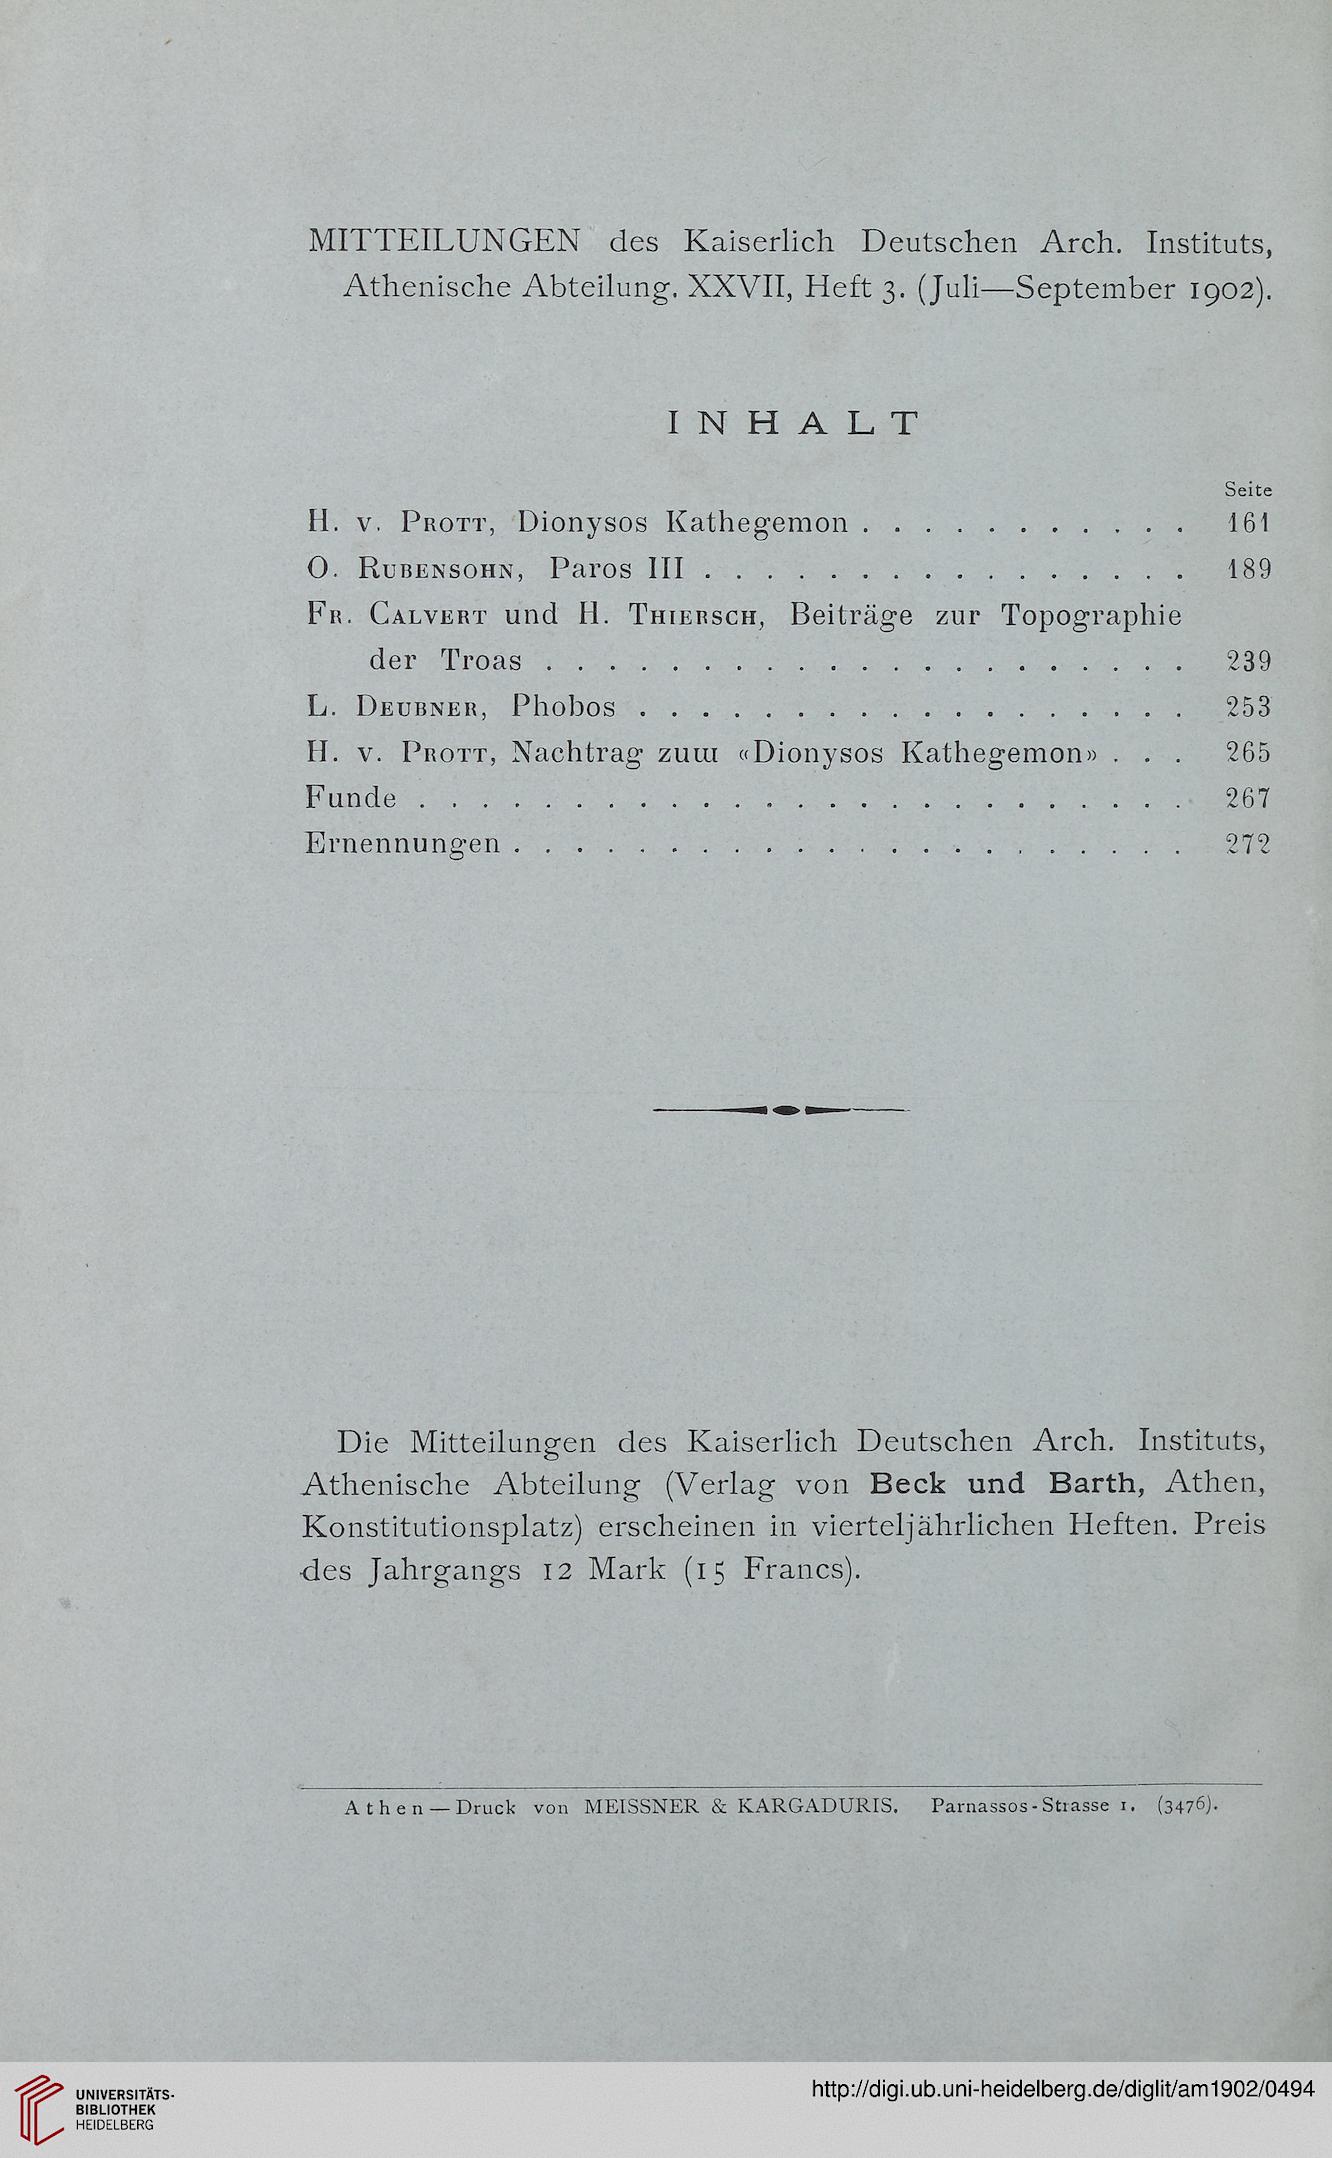 MITTEILUNGEN des Kaiserlich Deutschen Arch. Instituts,
Athenische Abteilung. XXVII, Heft 3. (Juli—September 1902).
INHALT
Seite
H. v. Prott, Dionysos Kathegemon . . . . . . . . . . . 161
O. Rubensohn, Paros III . . . . . . . . . . . . . . . . 189
Fr. Calvert und H. Thiersch, Beiträge zur Topographie
der Troas . . . . . . . . . . . . . . . . . . . . . 239
L. Deubner, Phobos . . . . . . . . . . . . . . . . . . 253
H. v. Prott, Nachtrag zum «Dionysos Kathegemon» . . . 265
Funde . . . . . . . . . . . . . . . . . . . . . . . . . 267
Ernennungen . . . . . . . . . . . . . . . . . . . . . . 272
Die Mitteilungen des Kaiserlich Deutschen Arch. Instituts,
Athenische Abteilung (Verlag von Beck und Barth, Athen,
Konstitutionsplatz) erscheinen in vierteljährlichen Heften. Preis
des Jahrgangs 12 Mark (15 Francs).
Athen — Druck von MEISSNER & KARGADURIS. Parnassos-Strasse 1. (3476).
UNIVERSITÄTS-
BIBLIOTHEK
HEIDELBERG
http://digi.ub.uni-heidelberg.de/diglit/am1902/0494